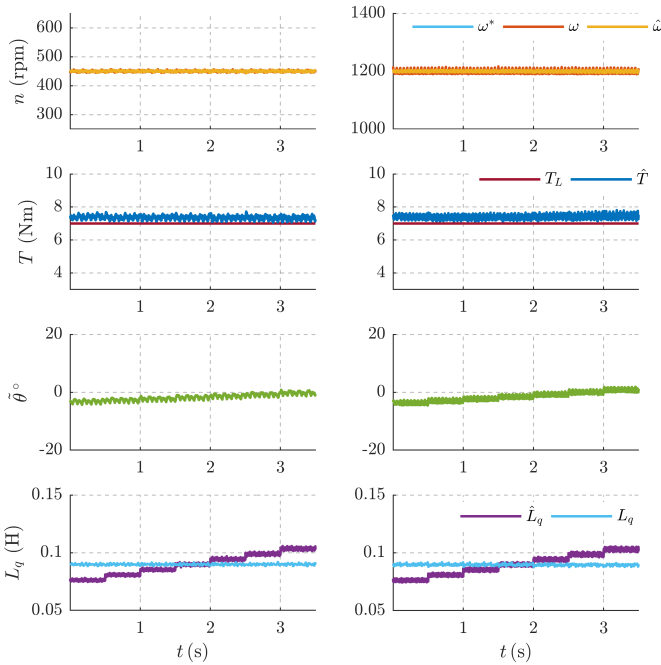 600
500
400
300
n (rpm)
1 2 3
1400
1200
1000
ω* ω ω̂
1 2 3
10
8
6
4
T (Nm)
1 2 3
10
8
6
4
T_L T̂
1 2 3
20
0
-20
θ̃°
1 2 3
20
0
-20
1 2 3
0.15
0.1
0.05
L_q (H)
1 2 3
t (s)
0.15
0.1
0.05
L̂_q L_q
1 2 3
t (s)